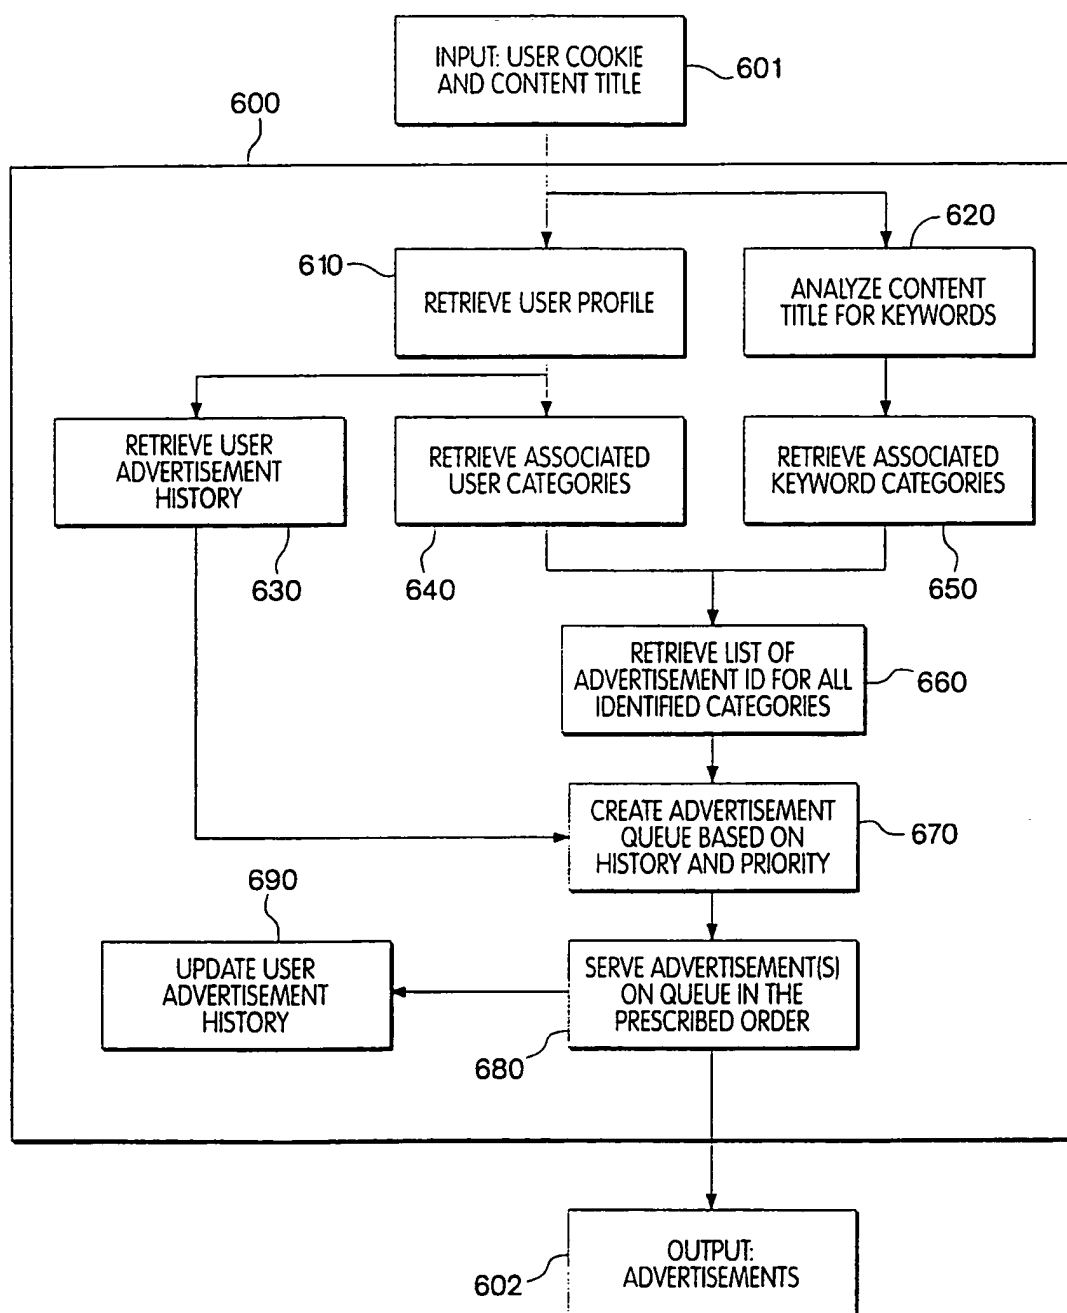 INPUT: USER COOKIE
AND CONTENT TITLE
601
600
620
610
RETRIEVE USER PROFILE
ANALYZE CONTENT
TITLE FOR KEYWORDS
RETRIEVE USER
ADVERTISEMENT
HISTORY
RETRIEVE ASSOCIATED
USER CATEGORIES
RETRIEVE ASSOCIATED
KEYWORD CATEGORIES
630
640
650
RETRIEVE LIST OF
ADVERTISEMENT ID FOR ALL
IDENTIFIED CATEGORIES
660
CREATE ADVERTISEMENT
QUEUE BASED ON
HISTORY AND PRIORITY
670
690
UPDATE USER
ADVERTISEMENT
HISTORY
SERVE ADVERTISEMENT(S)
ON QUEUE IN THE
PRESCRIBED ORDER
680
OUTPUT:
ADVERTISEMENTS
602